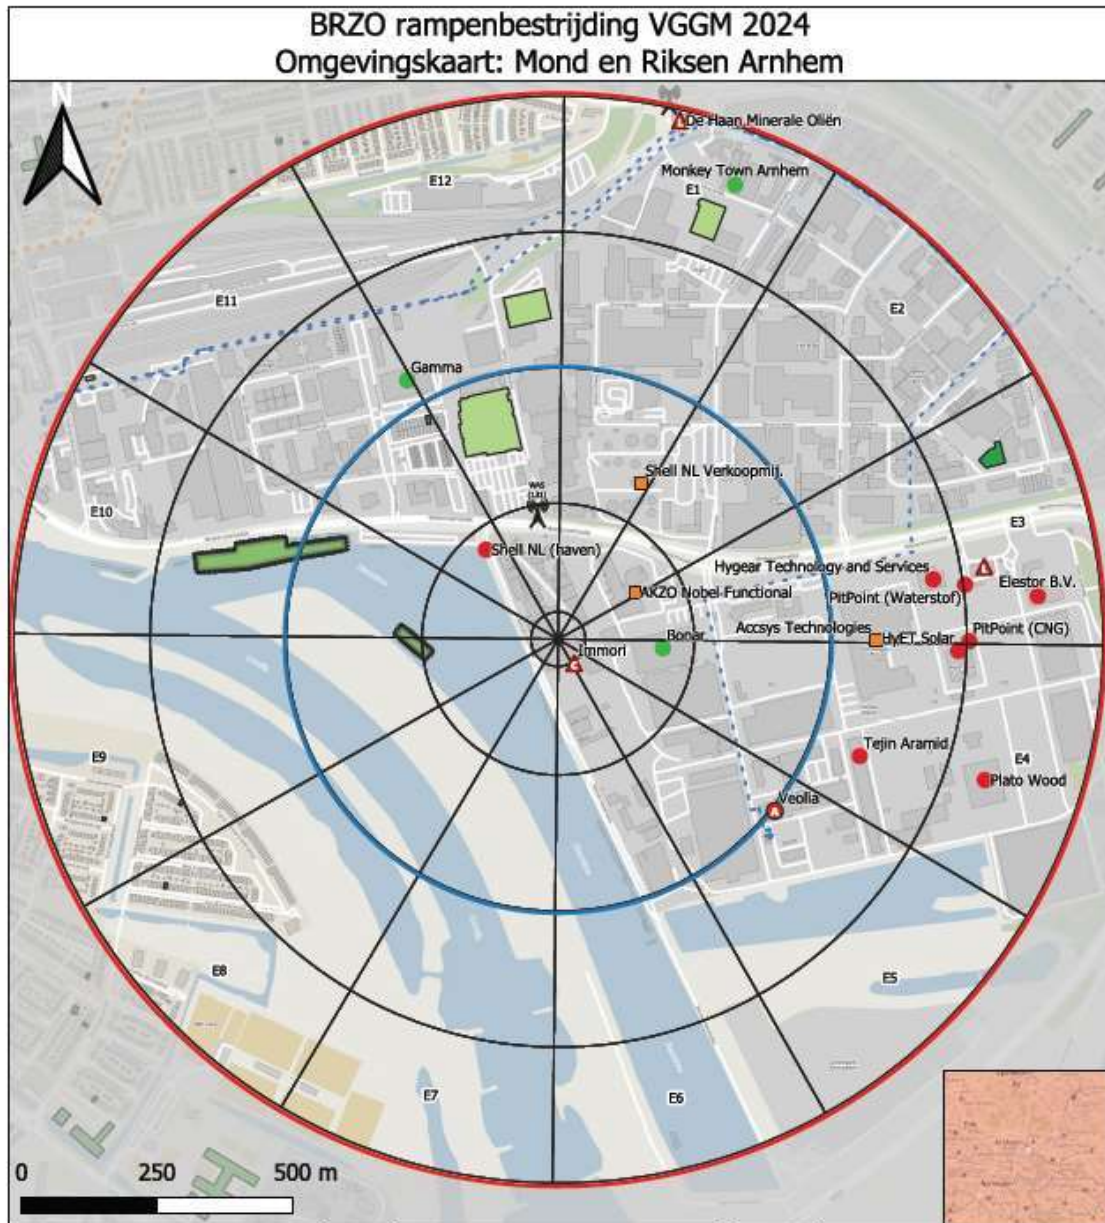 BRZO rampenbestrijding VGGM 2024
Omgevingskaart: Mond en Riksen Arnhem
N
De Haan Minerale Oliën
Monkey Town Arnhem
E12
E1
E11
E2
Gamma
Shell NL Verkoopmij.
WAS
E10
E3
Shell NL (haven)
Hygear Technology and Services
Elestor B.V.
AKZO Nobel Functional
PitPoint (Waterstof)
Accsys Technologies
PitPoint (CNG)
Bonar
HyET Solar
Immori
G
Tejin Aramid
E9
E4
Plato Wood
Veolia
A
E8
E5
E7
E6
0 250 500 m